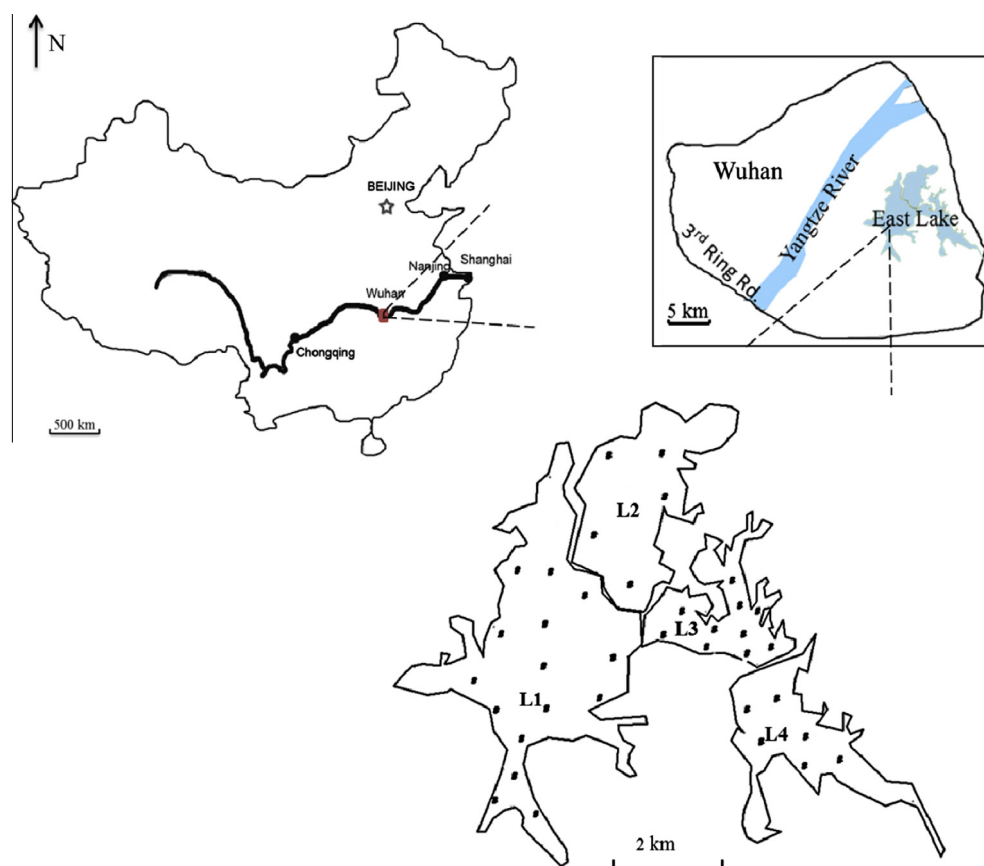 N
BEIJING
Nanjing
Shanghai
Wuhan
Chongqing
500 km
Wuhan
Yangtze River
East Lake
3rd Ring Rd.
5 km
L2
L3
L1
L4
2 km